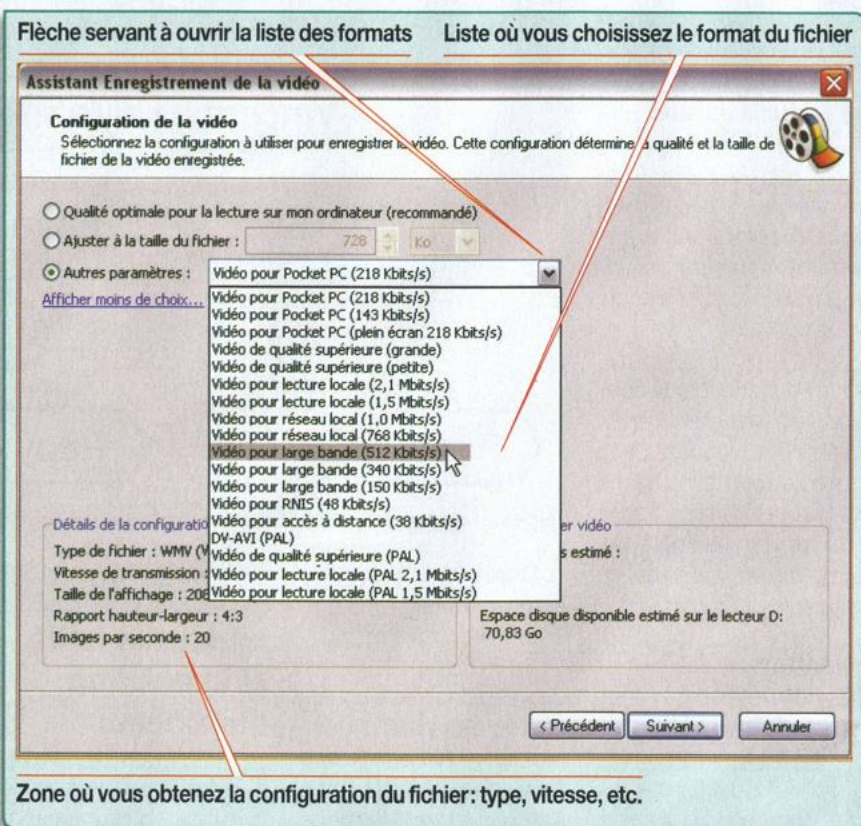 Flèche servant à ouvrir la liste des formats
Liste où vous choisissez le format du fichier
Assistant Enregistrement de la vidéo
Configuration de la vidéo
Sélectionnez la configuration à utiliser pour enregistrer la vidéo. Cette configuration détermine la qualité et la taille de
fichier de la vidéo enregistrée.
Qualité optimale pour la lecture sur mon ordinateur (recommandé)
Ajuster à la taille du fichier : 728 Ko
Autres paramètres : Vidéo pour Pocket PC (218 Kbits/s)
Afficher moins de choix...
Vidéo pour Pocket PC (218 Kbits/s)
Vidéo pour Pocket PC (143 Kbits/s)
Vidéo pour Pocket PC (plein écran 218 Kbits/s)
Vidéo de qualité supérieure (grande)
Vidéo de qualité supérieure (petite)
Vidéo pour lecture locale (2,1 Mbits/s)
Vidéo pour lecture locale (1,5 Mbits/s)
Vidéo pour réseau local (1,0 Mbits/s)
Vidéo pour réseau local (768 Kbits/s)
Vidéo pour large bande (512 Kbits/s)
Vidéo pour large bande (340 Kbits/s)
Vidéo pour large bande (150 Kbits/s)
Vidéo pour RNIS (48 Kbits/s)
Vidéo pour accès à distance (38 Kbits/s)
DV-AVI (PAL)
Vidéo de qualité supérieure (PAL)
Vidéo pour lecture locale (PAL 2,1 Mbits/s)
Vidéo pour lecture locale (PAL 1,5 Mbits/s)
Détails de la configuratio
Type de fichier : WMV (
Vitesse de transmission :
Taille de l'affichage : 208
Rapport hauteur-largeur : 4:3
Images par seconde : 20
er vidéo
s estimé :
Espace disque disponible estimé sur le lecteur D:
70,83 Go
< Précédent
Suivant >
Annuler
Zone où vous obtenez la configuration du fichier: type, vitesse, etc.